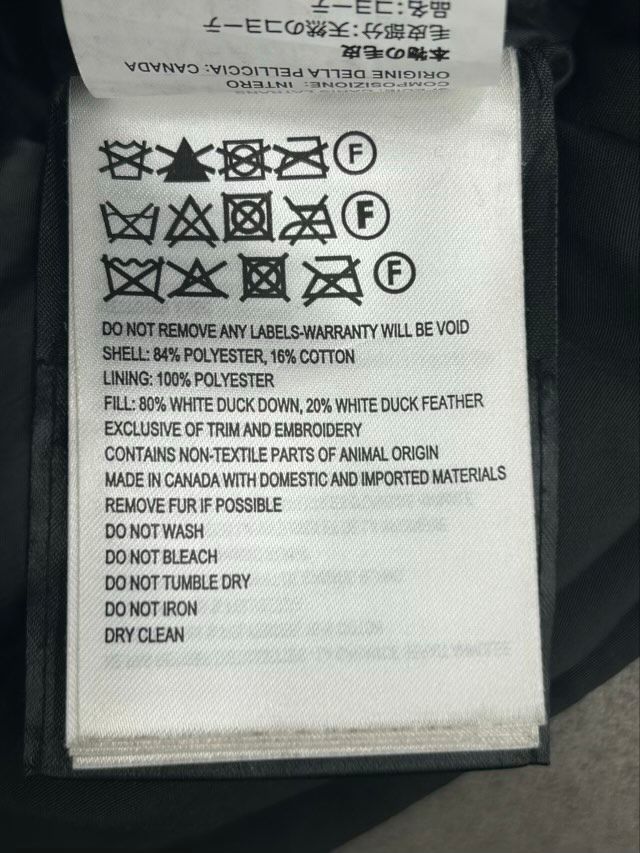 COMPOSIZIONE: INTERO
ORIGINE DELLA PELLICCIA: CANADA
本物の毛皮
毛皮部分:天然のコヨーテ
品名:コヨーテ
F
F
F
DO NOT REMOVE ANY LABELS-WARRANTY WILL BE VOID
SHELL: 84% POLYESTER, 16% COTTON
LINING: 100% POLYESTER
FILL: 80% WHITE DUCK DOWN, 20% WHITE DUCK FEATHER
EXCLUSIVE OF TRIM AND EMBROIDERY
CONTAINS NON-TEXTILE PARTS OF ANIMAL ORIGIN
MADE IN CANADA WITH DOMESTIC AND IMPORTED MATERIALS
REMOVE FUR IF POSSIBLE
DO NOT WASH
DO NOT BLEACH
DO NOT TUMBLE DRY
DO NOT IRON
DRY CLEAN